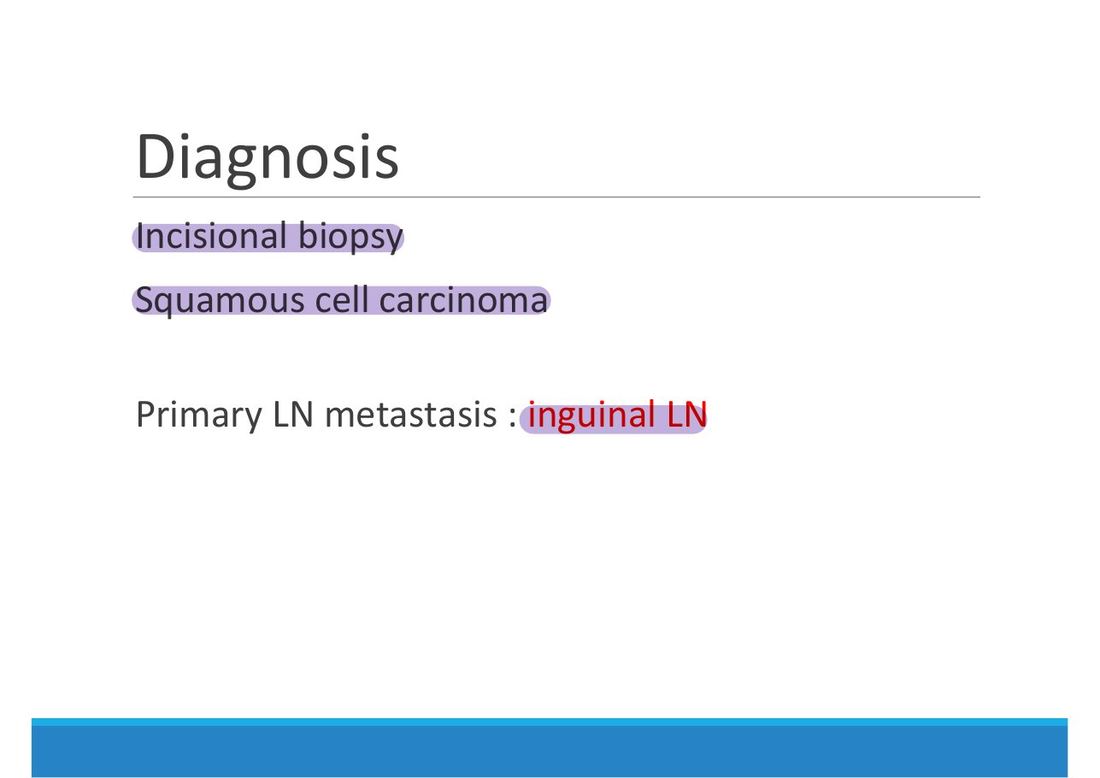 Diagnosis
Incisional biopsy
Squamous cell carcinoma
Primary LN metastasis : inguinal LN